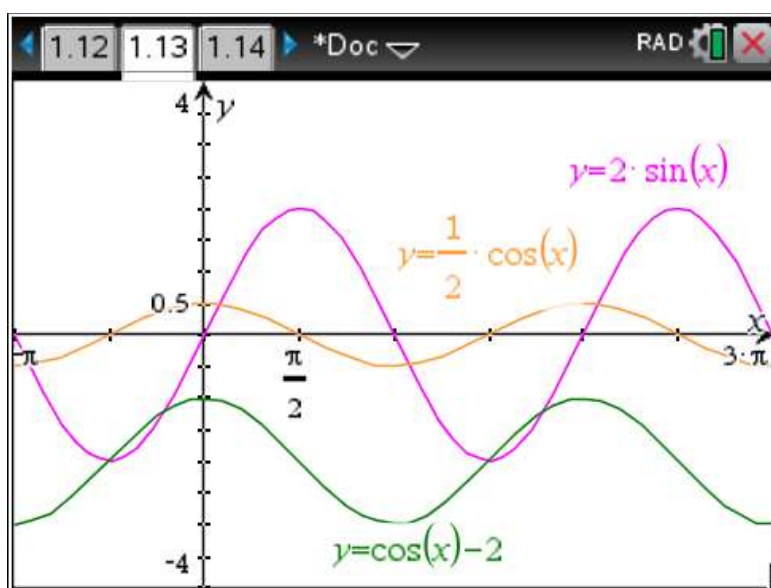 1.12 1.13 1.14 *Doc RAD
4 y
y=2· sin(x)
y=1/2 · cos(x)
0.5
x
-π
π/2
3·π
y=cos(x)-2
-4